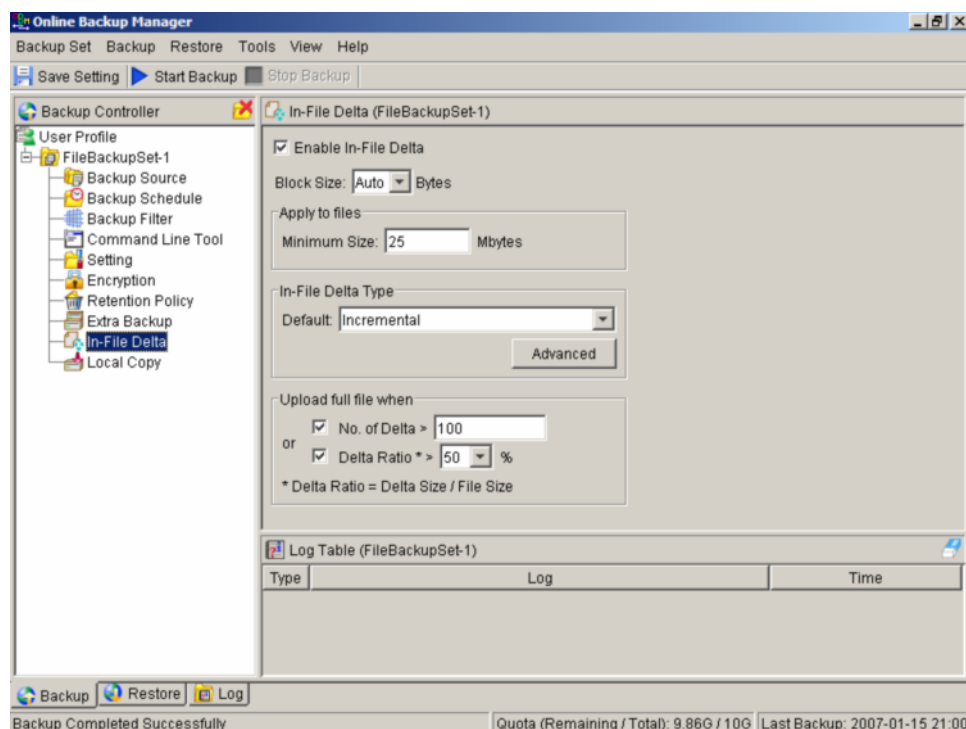 Online Backup Manager
Backup Set Backup Restore Tools View Help
Save Setting Start Backup Stop Backup
Backup Controller
User Profile
FileBackupSet-1
Backup Source
Backup Schedule
Backup Filter
Command Line Tool
Setting
Encryption
Retention Policy
Extra Backup
In-File Delta
Local Copy
In-File Delta (FileBackupSet-1)
Enable In-File Delta
Block Size: Auto Bytes
Apply to files
Minimum Size: 25 Mbytes
In-File Delta Type
Default: Incremental
Advanced
Upload full file when
No. of Delta > 100
or
Delta Ratio * > 50 %
* Delta Ratio = Delta Size / File Size
Log Table (FileBackupSet-1)
Type Log Time
Backup Restore Log
Backup Completed Successfully Quota (Remaining / Total): 9.86G / 10G Last Backup: 2007-01-15 21:00